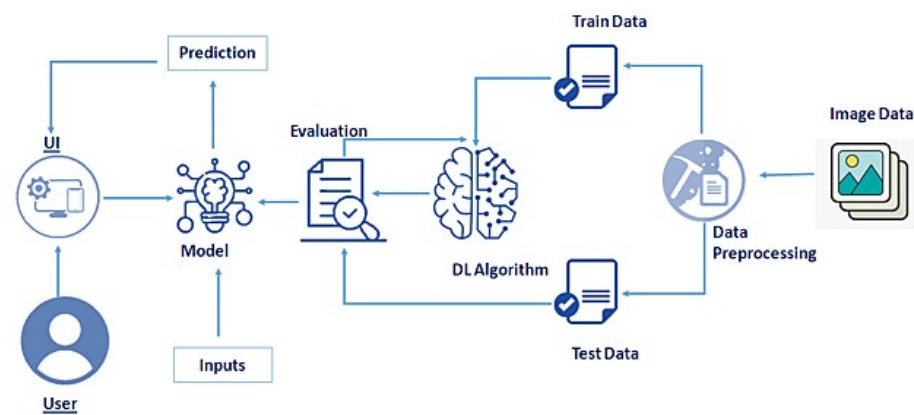 Train Data
Prediction
Image Data
Evaluation
UI
Model
Data
Preprocessing
DL Algorithm
Inputs
Test Data
User